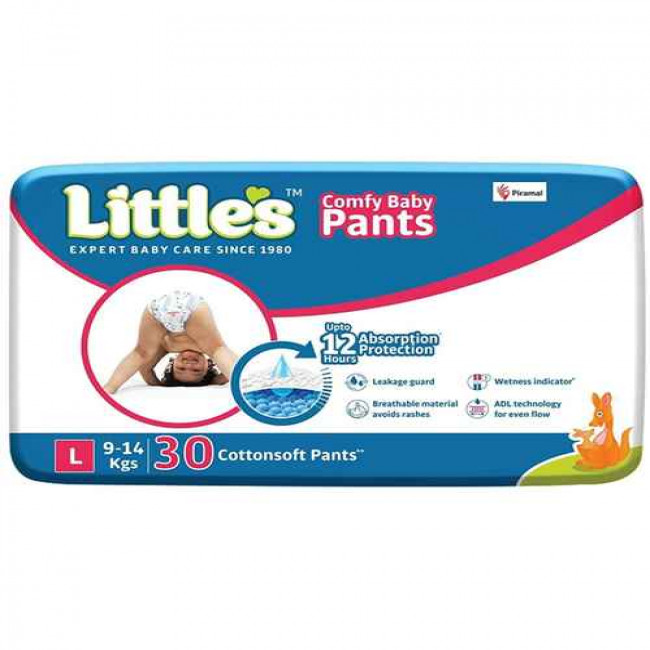 Little's™
EXPERT BABY CARE SINCE 1980
Comfy Baby
Pants
Piramal
Upto
12
Hours
Absorption
Protection*
Leakage guard
Wetness indicator*
Breathable material
avoids rashes
ADL technology
for even flow
L
9-14
Kgs
30
Cottonsoft Pants**